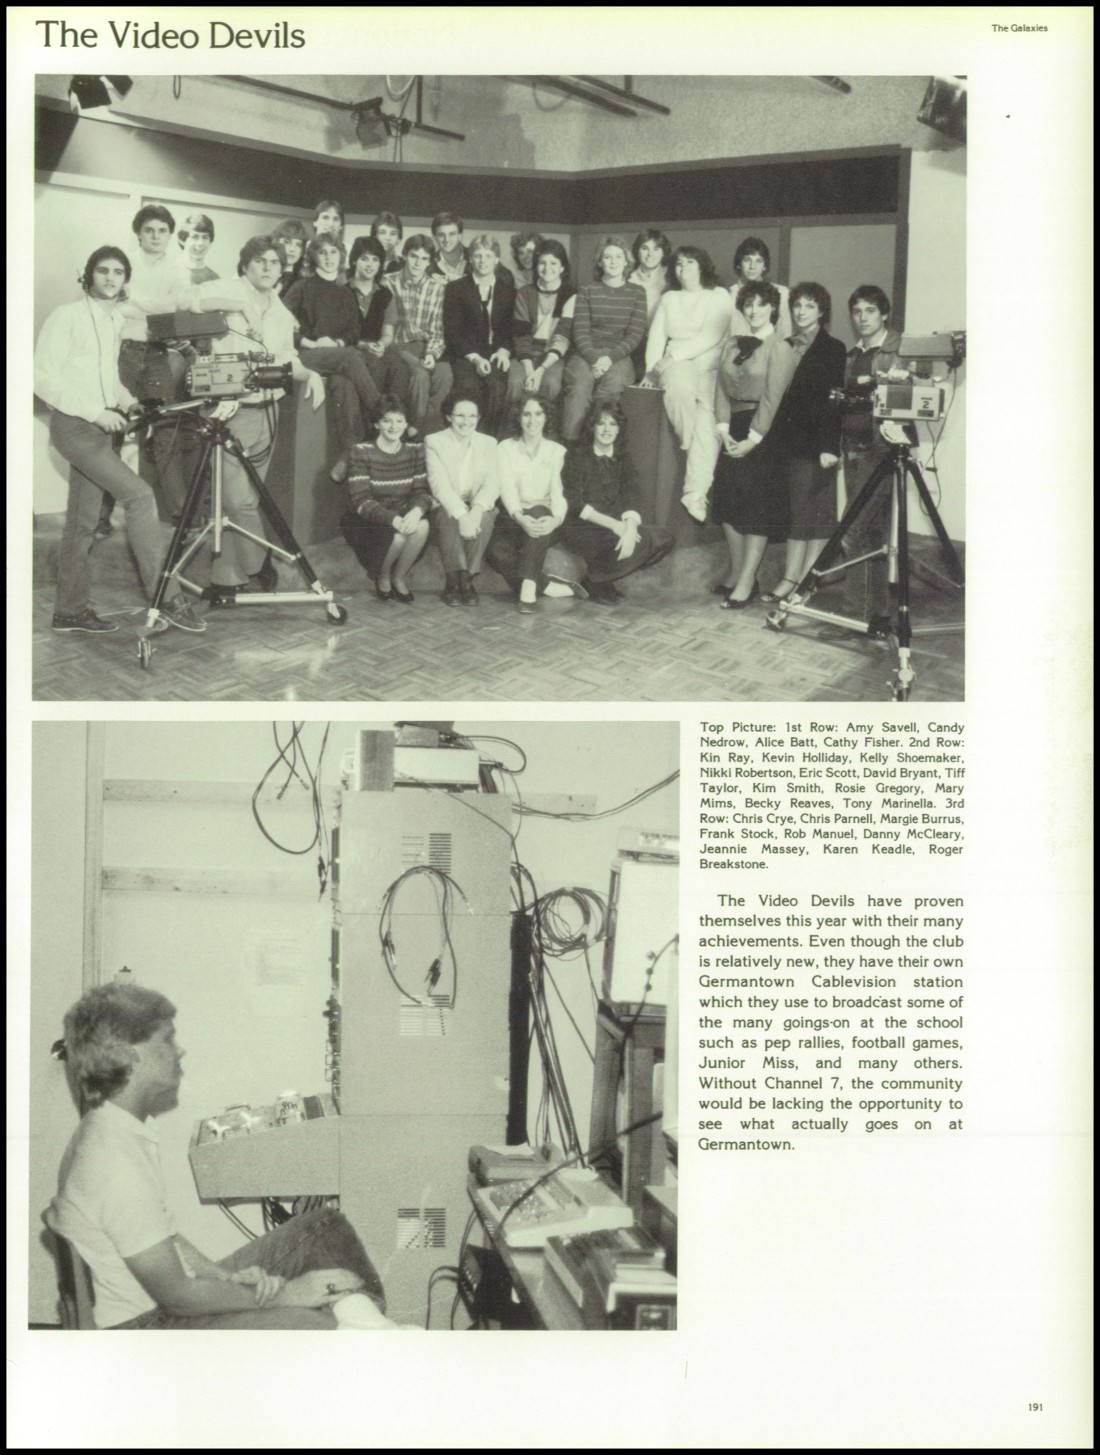 The Video Devils
The Galaxies
2
2
Top Picture: 1st Row: Amy Savell, Candy
Nedrow, Alice Batt, Cathy Fisher. 2nd Row:
Kin Ray, Kevin Holliday, Kelly Shoemaker,
Nikki Robertson, Eric Scott, David Bryant, Tiff
Taylor, Kim Smith, Rosie Gregory, Mary
Mims, Becky Reaves, Tony Marinella. 3rd
Row: Chris Crye, Chris Parnell, Margie Burrus,
Frank Stock, Rob Manuel, Danny McCleary,
Jeannie Massey, Karen Keadle, Roger
Breakstone.
The Video Devils have proven
themselves this year with their many
achievements. Even though the club
is relatively new, they have their own
Germantown Cablevision station
which they use to broadcast some of
the many goings-on at the school
such as pep rallies, football games,
Junior Miss, and many others.
Without Channel 7, the community
would be lacking the opportunity to
see what actually goes on at
Germantown.
191